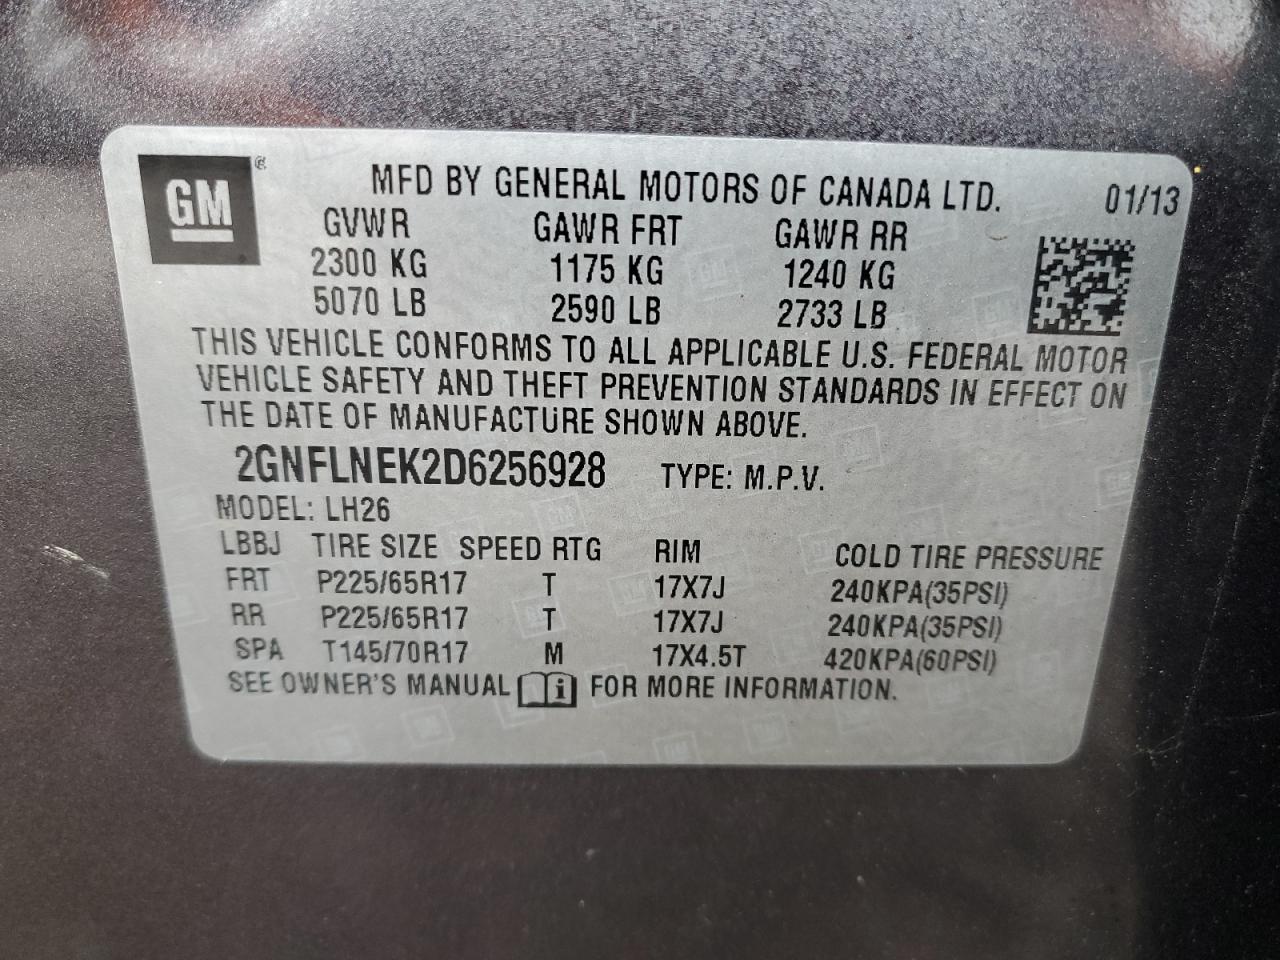 GM®
MFD BY GENERAL MOTORS OF CANADA LTD. 01/13
GVWR GAWR FRT GAWR RR
2300 KG 1175 KG 1240 KG
5070 LB 2590 LB 2733 LB
THIS VEHICLE CONFORMS TO ALL APPLICABLE U.S. FEDERAL MOTOR
VEHICLE SAFETY AND THEFT PREVENTION STANDARDS IN EFFECT ON
THE DATE OF MANUFACTURE SHOWN ABOVE.
2GNFLNEK2D6256928 TYPE: M.P.V.
MODEL: LH26
LBBJ TIRE SIZE SPEED RTG RIM COLD TIRE PRESSURE
FRT P225/65R17 T 17X7J 240KPA(35PSI)
RR P225/65R17 T 17X7J 240KPA(35PSI)
SPA T145/70R17 M 17X4.5T 420KPA(60PSI)
SEE OWNER'S MANUAL i FOR MORE INFORMATION.